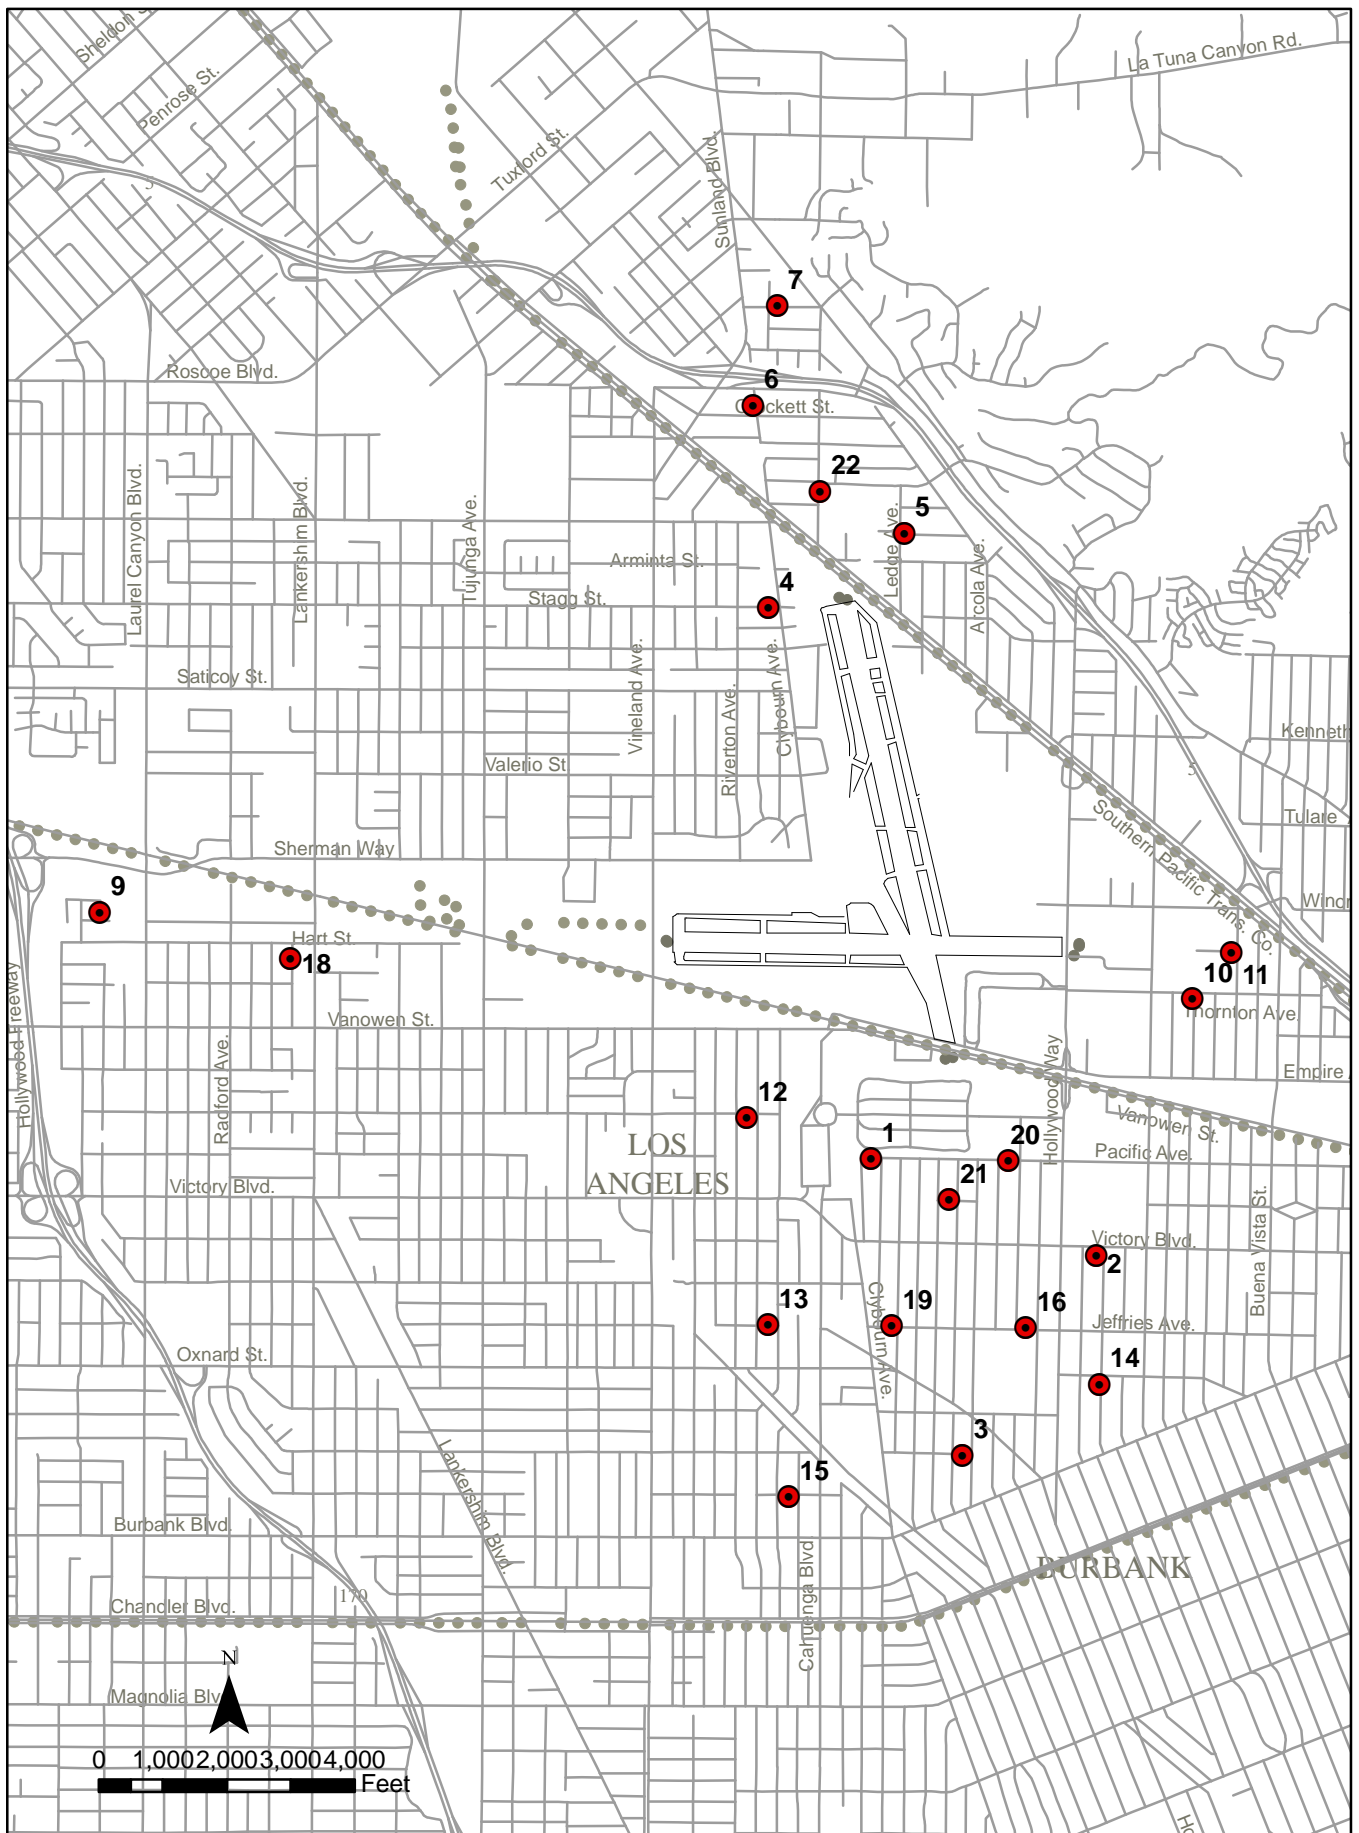 Sheldon S
La Tuna Canyon Rd.
Penrose St.
Tuxford St.
Sunland Blvd.
5
7
Roscoe Blvd.
6
Crockett St.
22
Laurel Canyon Blvd.
Lankershim Blvd.
Tujunga Ave.
5
Ledge Ave.
Arcola Ave.
Arminta St.
Stagg St.
4
Saticoy St.
Vineland Ave.
Riverton Ave.
Clybourn Ave.
Kenneth
Valerio St
5
Tulare
Southern Pacific Trans. Co.
Sherman Way
9
Winor
Hart St.
18
10
11
Thornton Ave.
Vanowen St.
Hollywood Freeway
Radford Ave.
Hollywood Way
Empire
12
Vanowen St.
LOS
ANGELES
1
20
Pacific Ave.
21
Victory Blvd.
Victory Blvd.
2
Buena Vista St.
13
Clybourn Ave.
19
16
Jeffries Ave.
Oxnard St.
14
3
Lankershim Blvd.
15
Burbank Blvd.
Cahuenga Blvd
BURBANK
170
Chandler Blvd.
N
Magnolia Blv
0 1,000 2,000 3,000 4,000
Feet
Ho